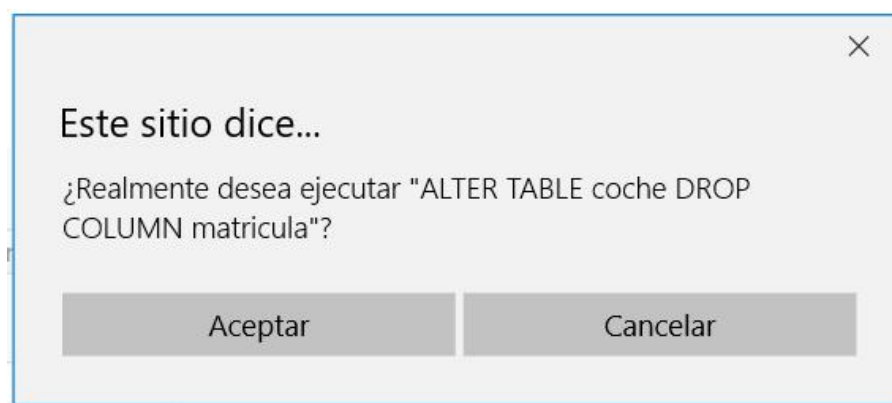 Este sitio dice...
¿Realmente desea ejecutar "ALTER TABLE coche DROP
COLUMN matricula"?
Aceptar
Cancelar